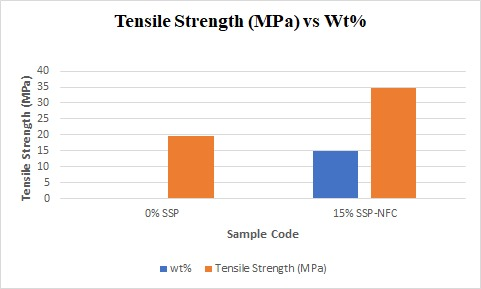 Tensile Strength (MPa) vs Wt%
Tensile Strength (MPa)
40
35
30
25
20
15
10
5
0
0% SSP
15% SSP-NFC
Sample Code
wt%
Tensile Strength (MPa)